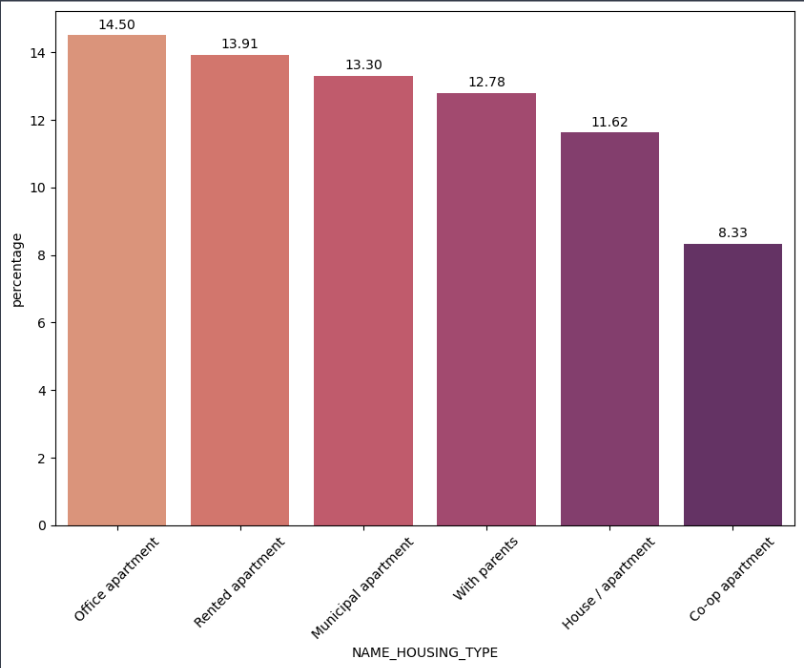 14.50
13.91
13.30
12.78
11.62
8.33
14
12
10
8
6
4
2
0
percentage
Office apartment
Rented apartment
Municipal apartment
With parents
House / apartment
Co-op apartment
NAME_HOUSING_TYPE